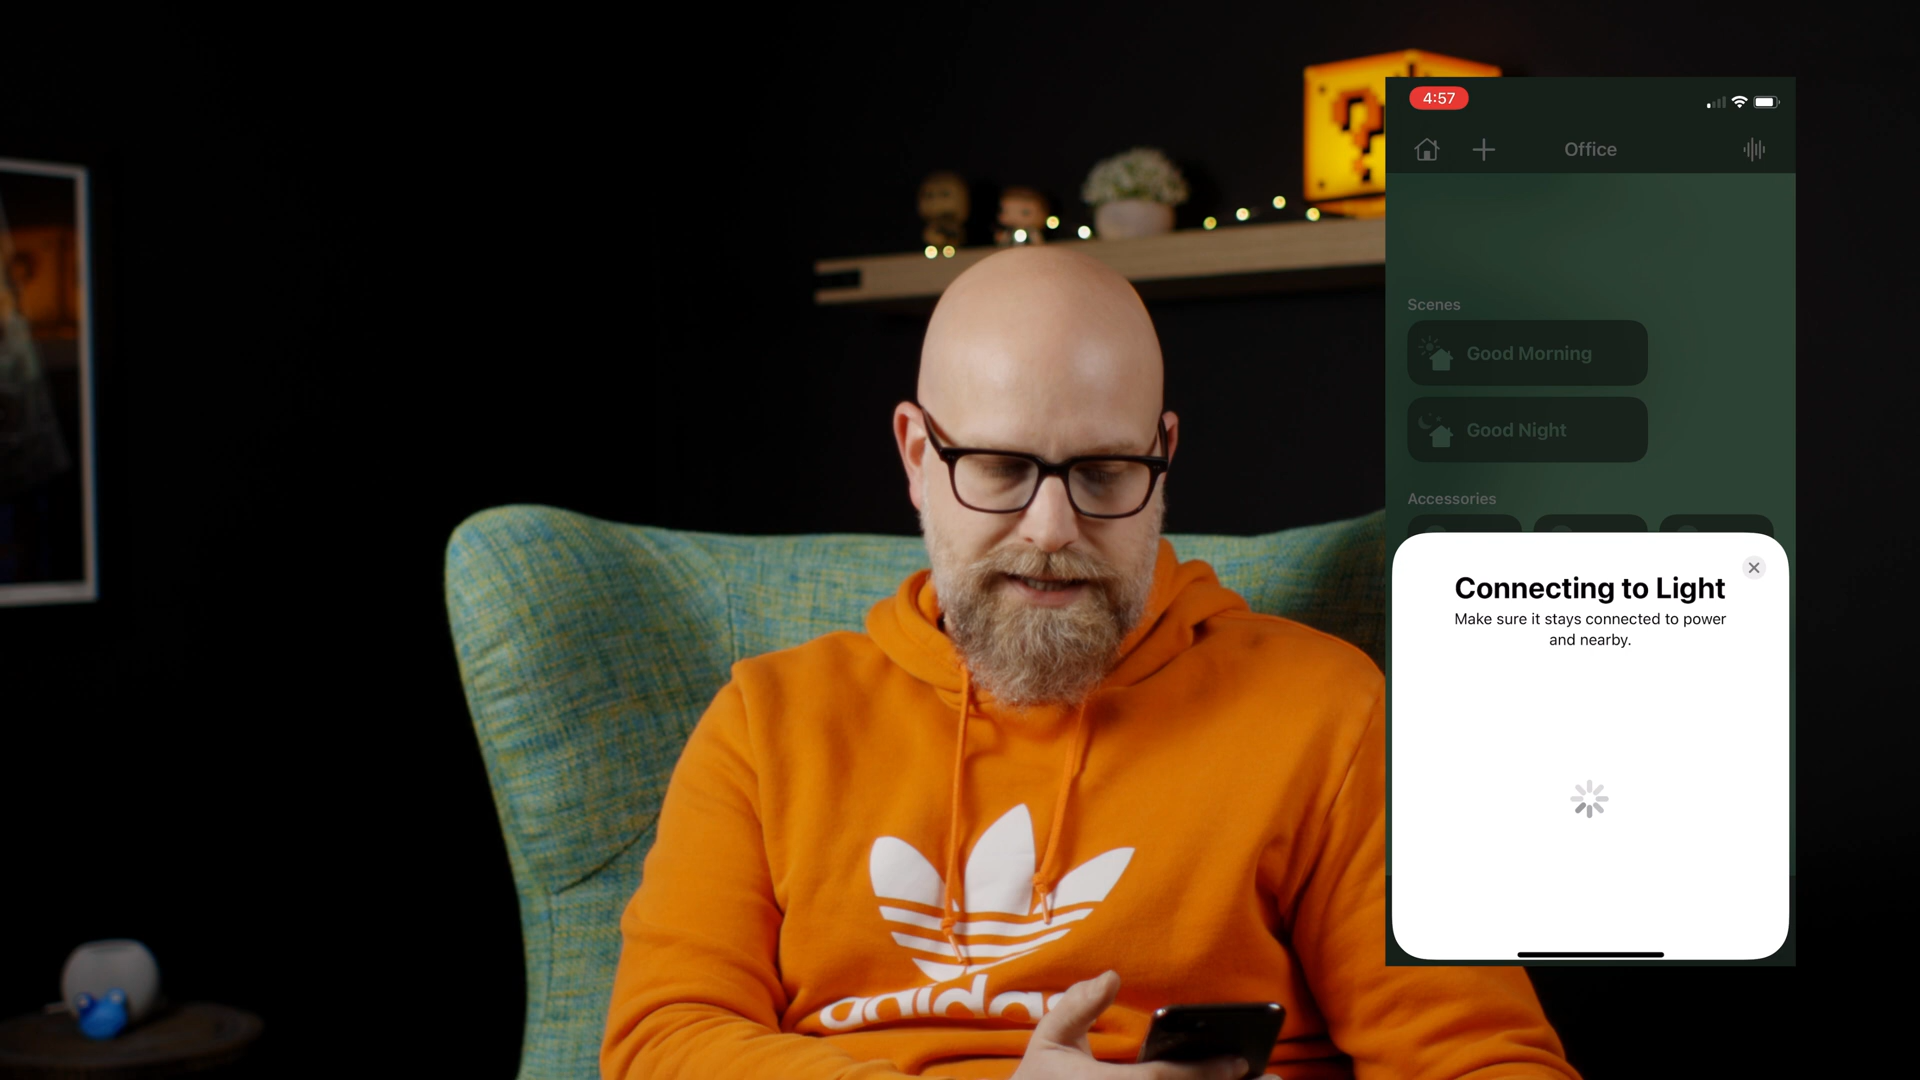 4:57
Office
Scenes
Good Morning
Good Night
Accessories
Connecting to Light
Make sure it stays connected to power
and nearby.
adidas